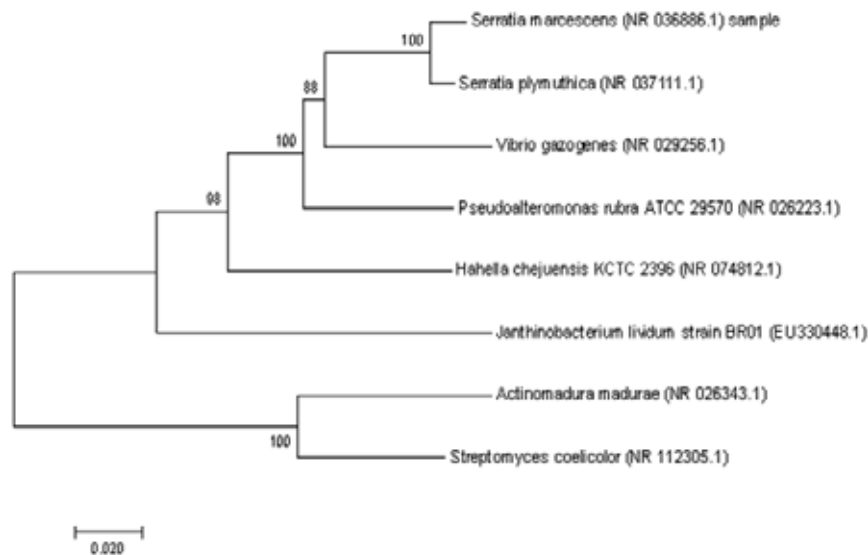 Serratia marcescens (NR 036886.1) sample
100
Serratia plymuthica (NR 037111.1)
88
Vibrio gazogenes (NR 029256.1)
100
98
Pseudoalteromonas rubra ATCC 29570 (NR 026223.1)
Hahella chejuensis KCTC 2396 (NR 074812.1)
Janthinobacterium lividum strain BR01 (EU330448.1)
Actinomadura madurae (NR 026343.1)
100
Streptomyces coelicolor (NR 112305.1)
0.020